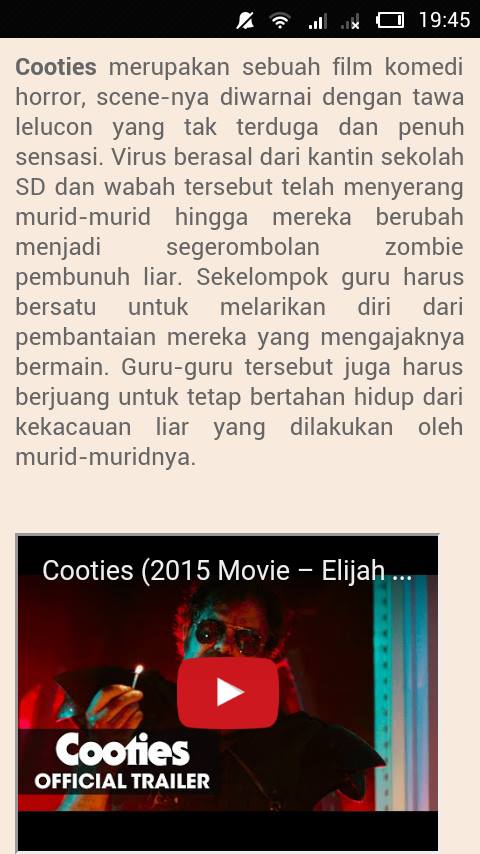 19:45
Cooties merupakan sebuah film komedi
horror, scene-nya diwarnai dengan tawa
lelucon yang tak terduga dan penuh
sensasi. Virus berasal dari kantin sekolah
SD dan wabah tersebut telah menyerang
murid-murid hingga mereka berubah
menjadi segerombolan zombie
pembunuh liar. Sekelompok guru harus
bersatu untuk melarikan diri dari
pembantaian mereka yang mengajaknya
bermain. Guru-guru tersebut juga harus
berjuang untuk tetap bertahan hidup dari
kekacauan liar yang dilakukan oleh
murid-muridnya.
Cooties (2015 Movie – Elijah ...
Cooties
OFFICIAL TRAILER